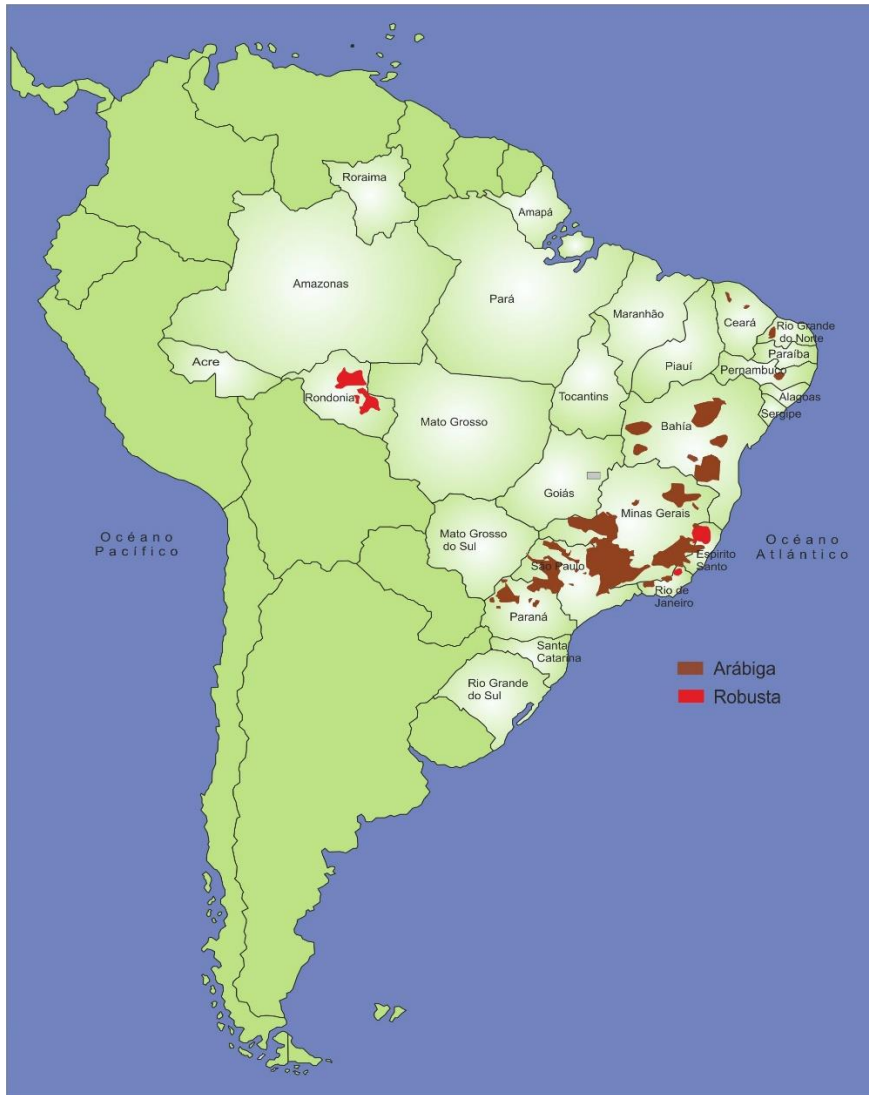 Roraima
Amapá
Amazonas
Pará
Maranhão
Ceará
Rio Grande
do Norte
Paraíba
Piauí
Pernambuco
Alagoas
Sergipe
Acre
Rondonia
Tocantins
Mato Grosso
Bahía
Goiás
Minas Gerais
Mato Grosso
do Sul
Océano
Pacífico
Océano
Atlántico
Espirito
Santo
São Paulo
Rio de
Janeiro
Paraná
Santa
Catarina
Rio Grande
do Sul
Arábiga
Robusta